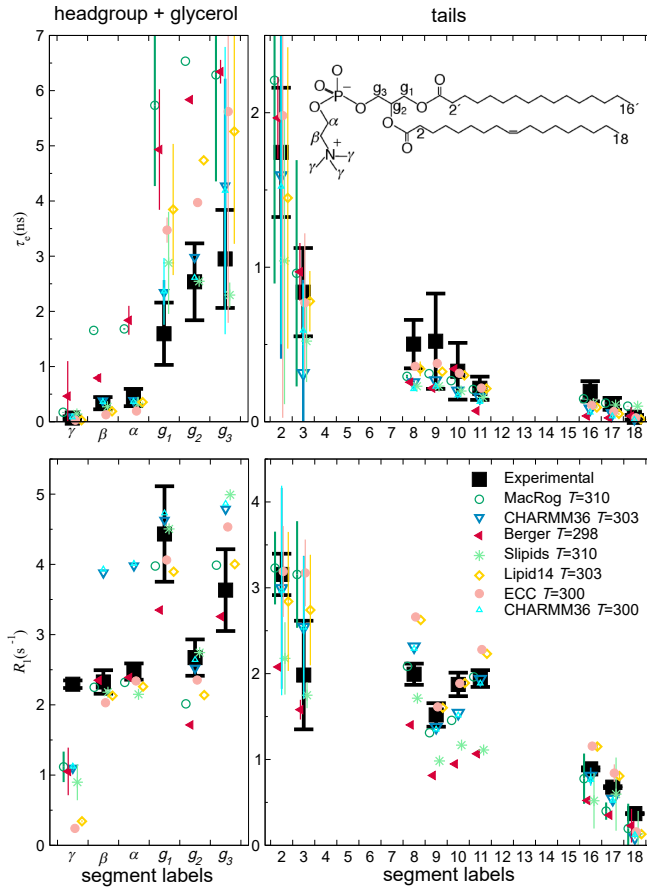 headgroup + glycerol
tails
7
6
5
4
3
2
1
0
τe(ns)
γ
β
α
g1
g2
g3
2
1
0
2
3
4
5
6
7
8
9
10
11
12
13
14
15
16
17
18
O
O
P
−
O
O
g3
g1
g2
O
O
2´
16´
O
2
18
O
α
β
N
+
γ
γ
γ
5
4
3
2
1
0
R1(s-1)
γ
β
α
g1
g2
g3
segment labels
4
3
2
1
0
2
3
4
5
6
7
8
9
10
11
12
13
14
15
16
17
18
segment labels
Experimental
MacRog T=310
CHARMM36 T=303
Berger T=298
Slipids T=310
Lipid14 T=303
ECC T=300
CHARMM36 T=300